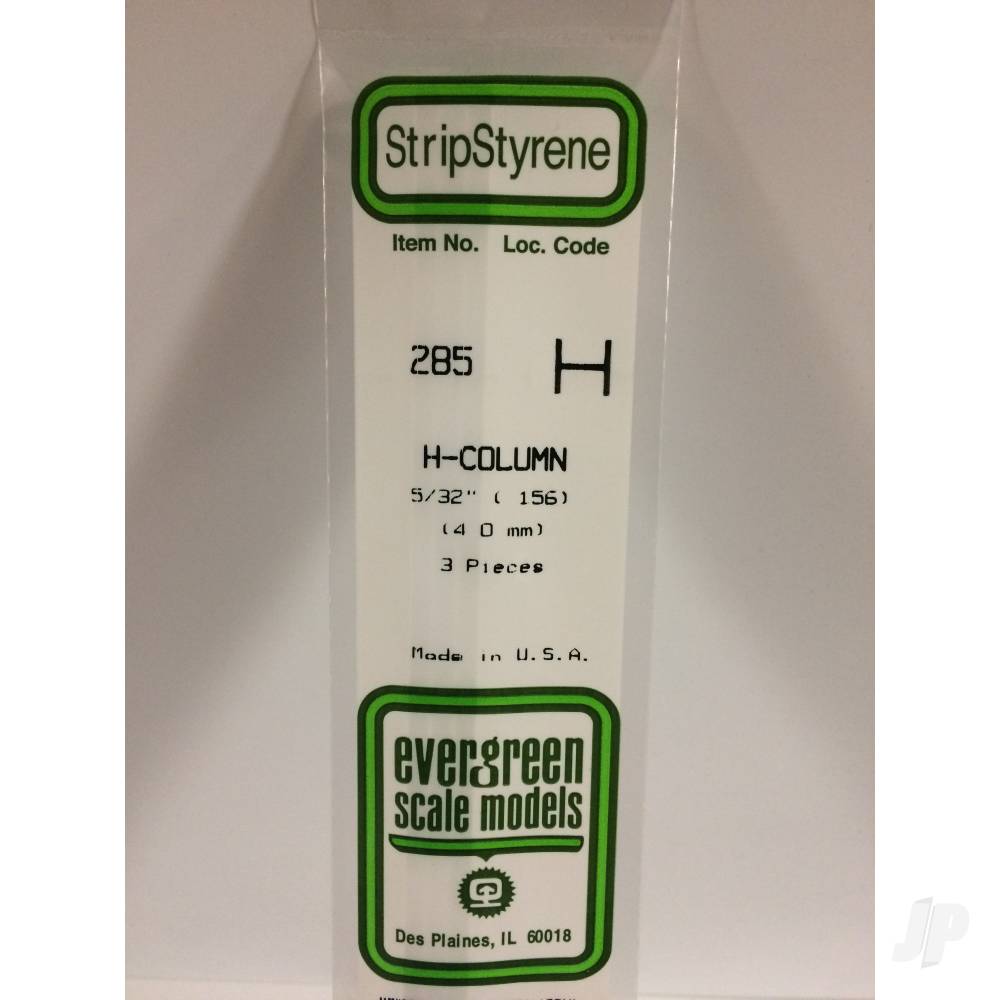 StripStyrene
Item No. Loc. Code
285 H
H-COLUMN
5/32" ( 156)
(4 0 mm)
3 Pieces
Made in U.S.A.
evergreen
scale models
Des Plaines, IL 60018
JP